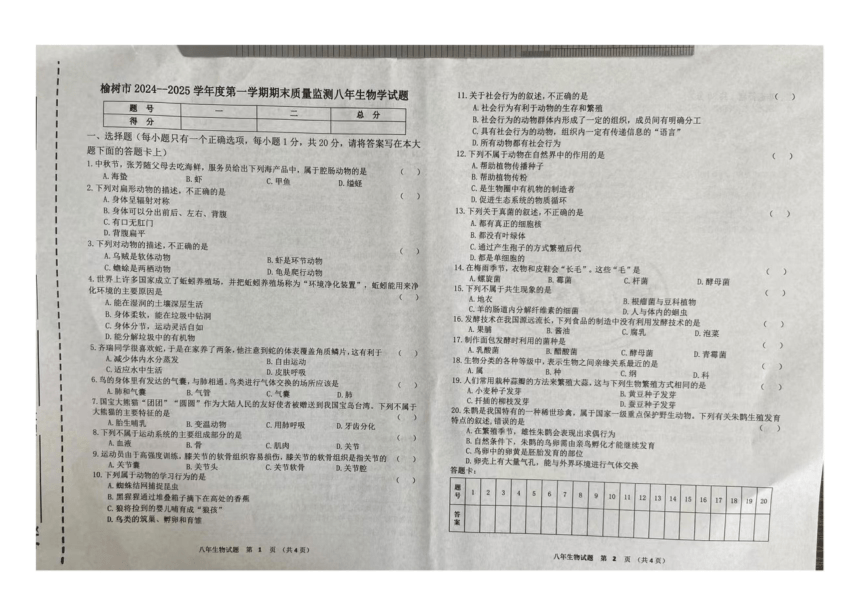 榆树市 2024--2025 学年度第一学期期末质量监测八年生物学试题
题 号 一 二 总 分
得 分
一、选择题（每小题只有一个正确选项，每小题 1 分，共 20 分，请将答案写在本大
题下面的答题卡上）
1.中秋节，张芳随父母去吃海鲜，服务员给出下列海产品中，属于腔肠动物的是 （ ）
A.海蛰 B.虾 C.甲鱼 D.缢蛏
2.下列对扁形动物的描述，不正确的是 （ ）
A.身体呈辐射对称
B.身体可以分出前后、左右、背腹
C.有口无肛门
D.背腹扁平
3.下列对动物的描述，不正确的是 （ ）
A.乌贼是软体动物 B.虾是环节动物
C.蟾蜍是两栖动物 D.龟是爬行动物
4.世界上许多国家成立了蚯蚓养殖场，并把蚯蚓养殖场称为“环境净化装置”，蚯蚓能用来净
化环境的主要原因是 （ ）
A.能在湿润的土壤深层生活
B.身体柔软，能在垃圾中钻洞
C.身体分节，运动灵活自如
D.能分解垃圾中的有机物
5.齐瑞同学很喜欢蛇，于是在家养了两条，他注意到蛇的体表覆盖角质鳞片，这有利于 （ ）
A.减少体内水分蒸发 B.自由运动
C.适应水中生活 D.皮肤呼吸
6.鸟的身体里有发达的气囊，与肺相通，鸟类进行气体交换的场所应该是 （ ）
A.肺和气囊 B.气管 C.气囊 D.肺
7.国宝大熊猫“团团”“圆圆”作为大陆人民的友好使者被赠送到我国宝岛台湾。下列不属于
大熊猫的主要特征的是 （ ）
A.胎生哺乳 B.变温动物 C.用肺呼吸 D.牙齿分化
8.下列不属于运动系统的主要组成部分的是 （ ）
A.血液 B.骨 C.肌肉 D.关节
9.运动员由于高强度训练，膝关节的软骨组织容易损伤，膝关节的软骨组织是指关节的 （ ）
A.关节囊 B.关节头 C.关节软骨 D.关节腔
10.下列属于动物的学习行为的是 （ ）
A.蜘蛛结网捕捉昆虫
B.黑猩猩通过堆叠箱子摘下在高处的香蕉
C.狼将捡到的婴儿哺育成“狼孩”
D.鸟类的筑巢、孵卵和育雏
八年生物试题 第 1 页 （共 4 页）
11.关于社会行为的叙述，不正确的是 （ ）
A.社会行为有利于动物的生存和繁殖
B.社会行为的动物群体内形成了一定的组织，成员间有明确分工
C.具有社会行为的动物，组织内一定有传递信息的“语言”
D.所有动物都有社会行为
12.下列不属于动物在自然界中的作用的是 （ ）
A.帮助植物传播种子
B.帮助植物传粉
C.是生物圈中有机物的制造者
D.促进生态系统的物质循环
13.下列关于真菌的叙述，不正确的是 （ ）
A.都有真正的细胞核
B.都没有叶绿体
C.通过产生孢子的方式繁殖后代
D.都是单细胞的
14.在梅雨季节，衣物和皮鞋会“长毛”，这些“毛”是 （ ）
A.螺旋菌 B.霉菌 C.杆菌 D.酵母菌
15.下列不属于共生现象的是 （ ）
A.地衣 B.根瘤菌与豆科植物
C.羊的肠道内分解纤维素的细菌 D.人与体内的蛔虫
16.发酵技术在我国源远流长，下列食品的制造中没有利用发酵技术的是 （ ）
A.果脯 B.酱油 C.腐乳 D.泡菜
17.制作面包发酵时利用的菌种是 （ ）
A.乳酸菌 B.醋酸菌 C.酵母菌 D.青霉菌
18.生物分类的各种等级中，表示生物之间亲缘关系最近的是 （ ）
A.属 B.种 C.纲 D.科
19.人们常用栽种蒜瓣的方法来繁殖大蒜，这与下列生物繁殖方式相同的是 （ ）
A.小麦种子发芽 B.黄豆种子发芽
C.扦插的柳枝发芽 D.蚕豆种子发芽
20.朱鹮是我国特有的一种稀世珍禽，属于国家一级重点保护野生动物。下列有关朱鹮生殖发育
特点的叙述，错误的是 （ ）
A.在繁殖季节，雄性朱鹮会表现出求偶行为
B.自然条件下，朱鹮的鸟卵需由亲鸟孵化才能继续发育
C.鸟卵中的卵黄是胚胎发育的部位
D.卵壳上有大量气孔，能与外界环境进行气体交换
答题卡：
题号 1 2 3 4 5 6 7 8 9 10 11 12 13 14 15 16 17 18 19 20
答案
八年生物试题 第 2 页 （共 4 页）